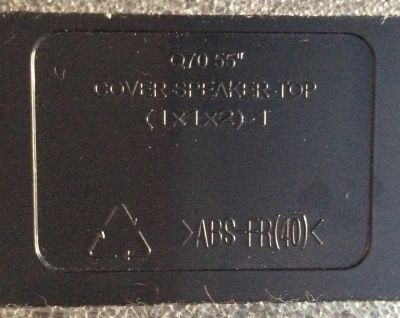 Q70 55"
COVER-SPEAKER-TOP
(1x1x2)-T
>ABS-FR(40)<